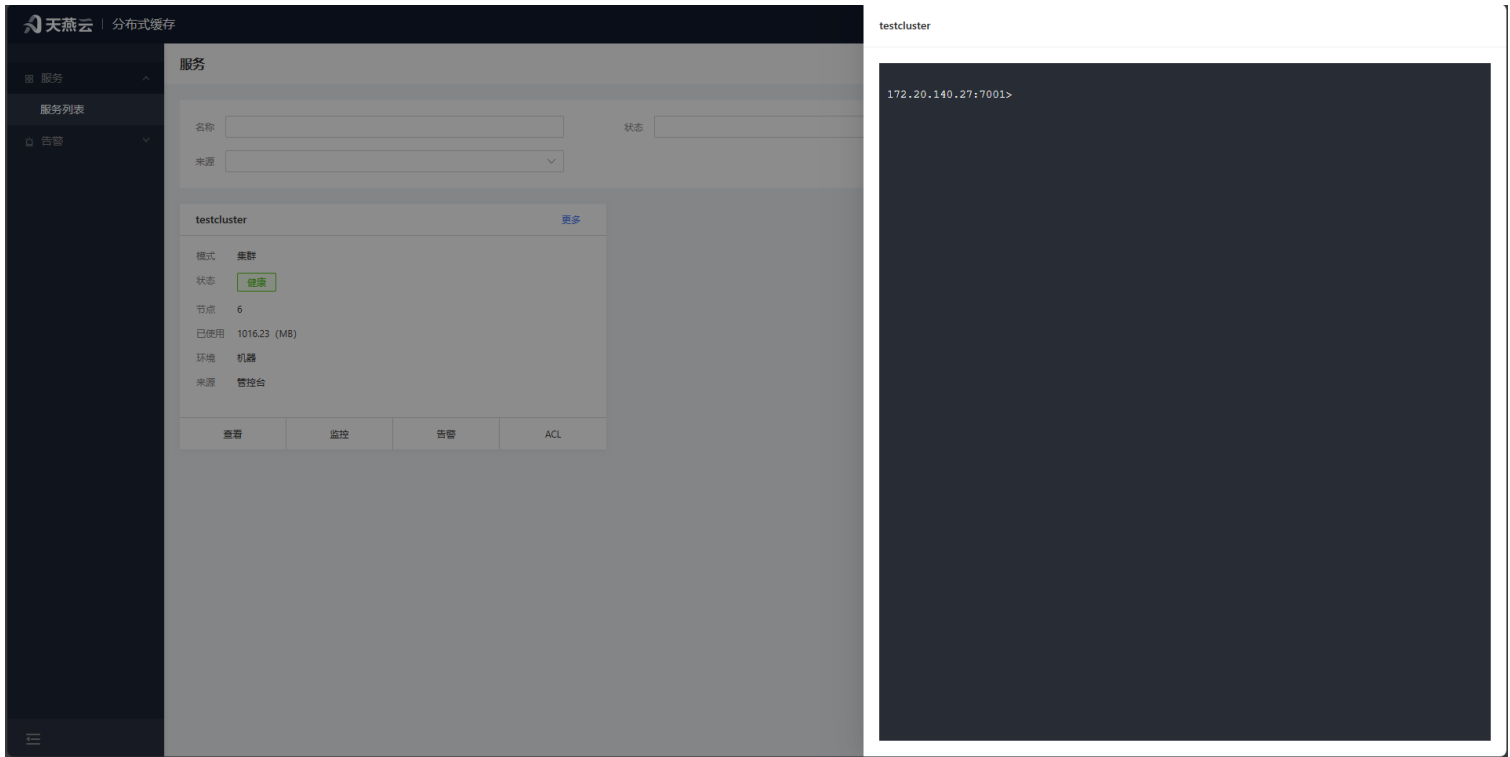 天燕云 分布式缓存
服务
服务列表
告警
服务
名称
状态
来源
testcluster 更多
模式 集群
状态 健康
节点 6
已使用 1016.23 (MB)
环境 机器
来源 管控台
查看 监控 告警 ACL
testcluster
172.20.140.27:7001>